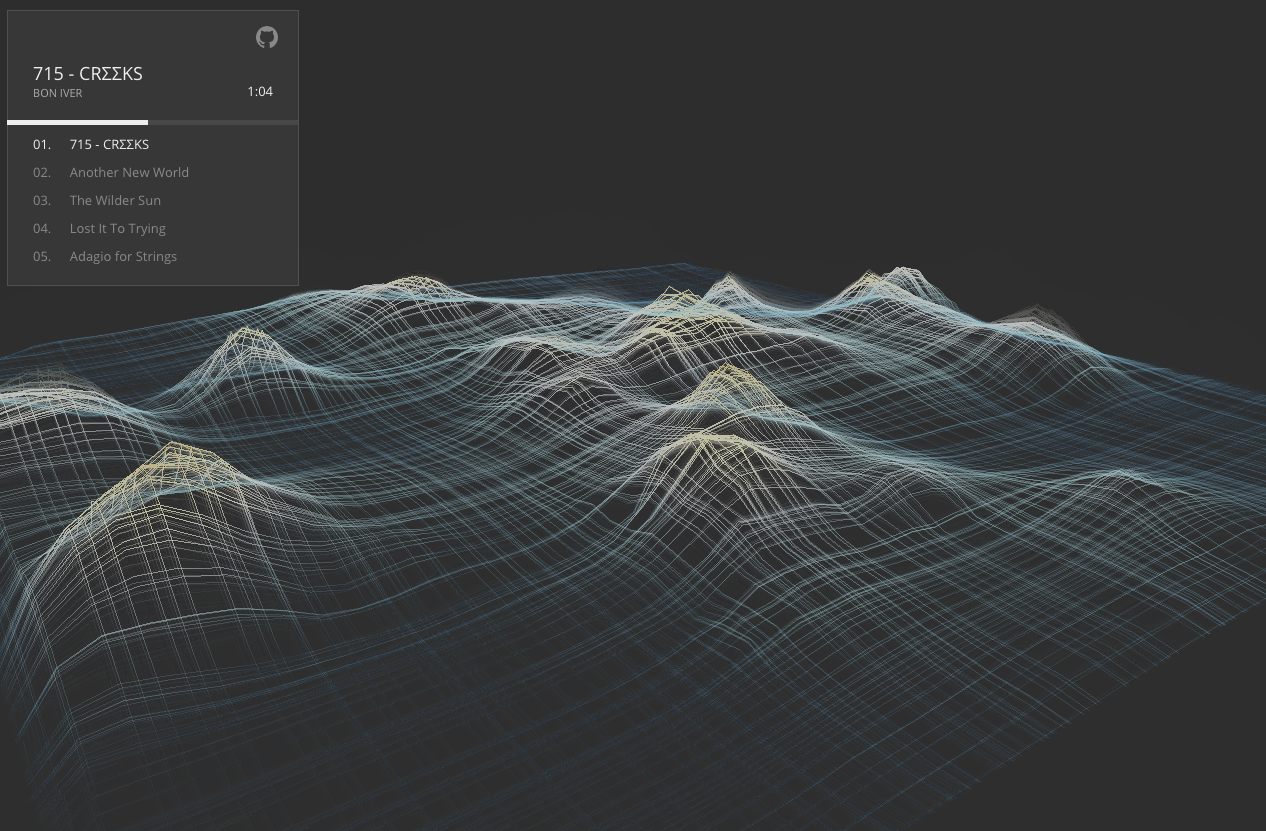 715 - CRΣΣKS
BON IVER
1:04
01. 715 - CRΣΣKS
02. Another New World
03. The Wilder Sun
04. Lost It To Trying
05. Adagio for Strings